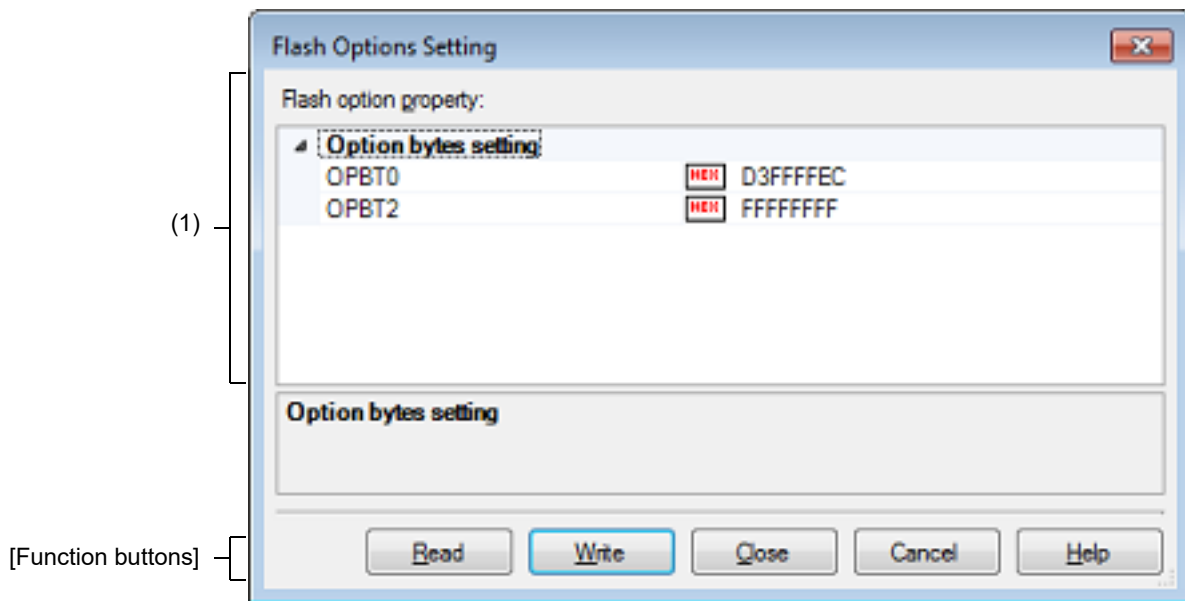 Flash Options Setting
Flash option property:
Option bytes setting
OPBT0 HEX D3FFFFEC
OPBT2 HEX FFFFFFFF
(1)
Option bytes setting
[Function buttons]
Read Write Close Cancel Help